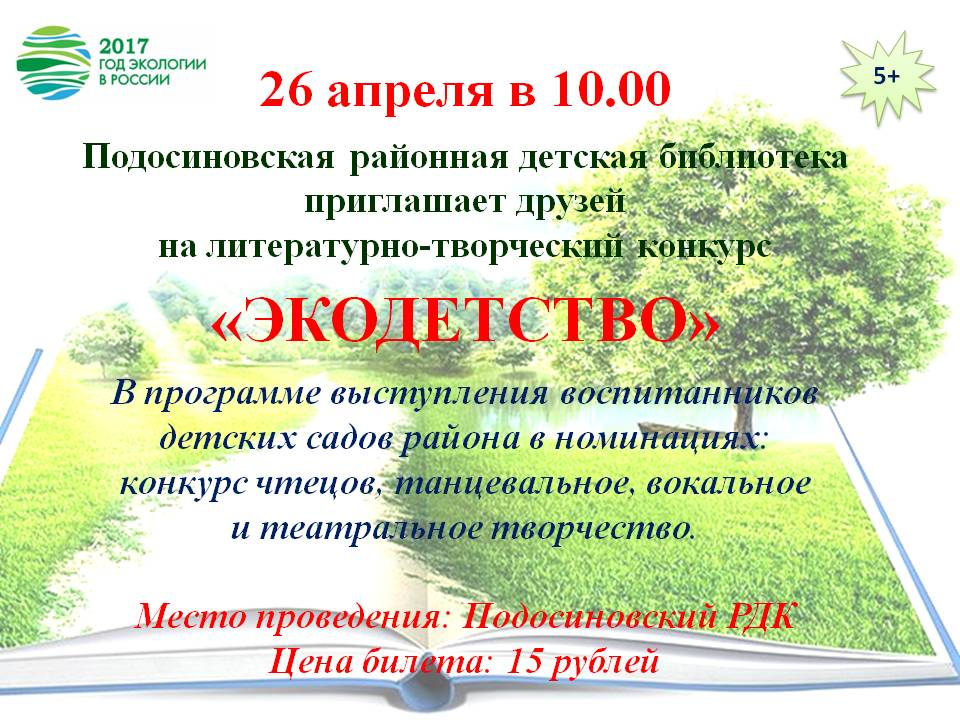 2017
ГОД ЭКОЛОГИИ
В РОССИИ
5+
26 апреля в 10.00
Подосиновская районная детская библиотека
приглашает друзей
на литературно-творческий конкурс
«ЭКОДЕТСТВО»
В программе выступления воспитанников
детских садов района в номинациях:
конкурс чтецов, танцевальное, вокальное
и театральное творчество.
Место проведения: Подосиновский РДК
Цена билета: 15 рублей